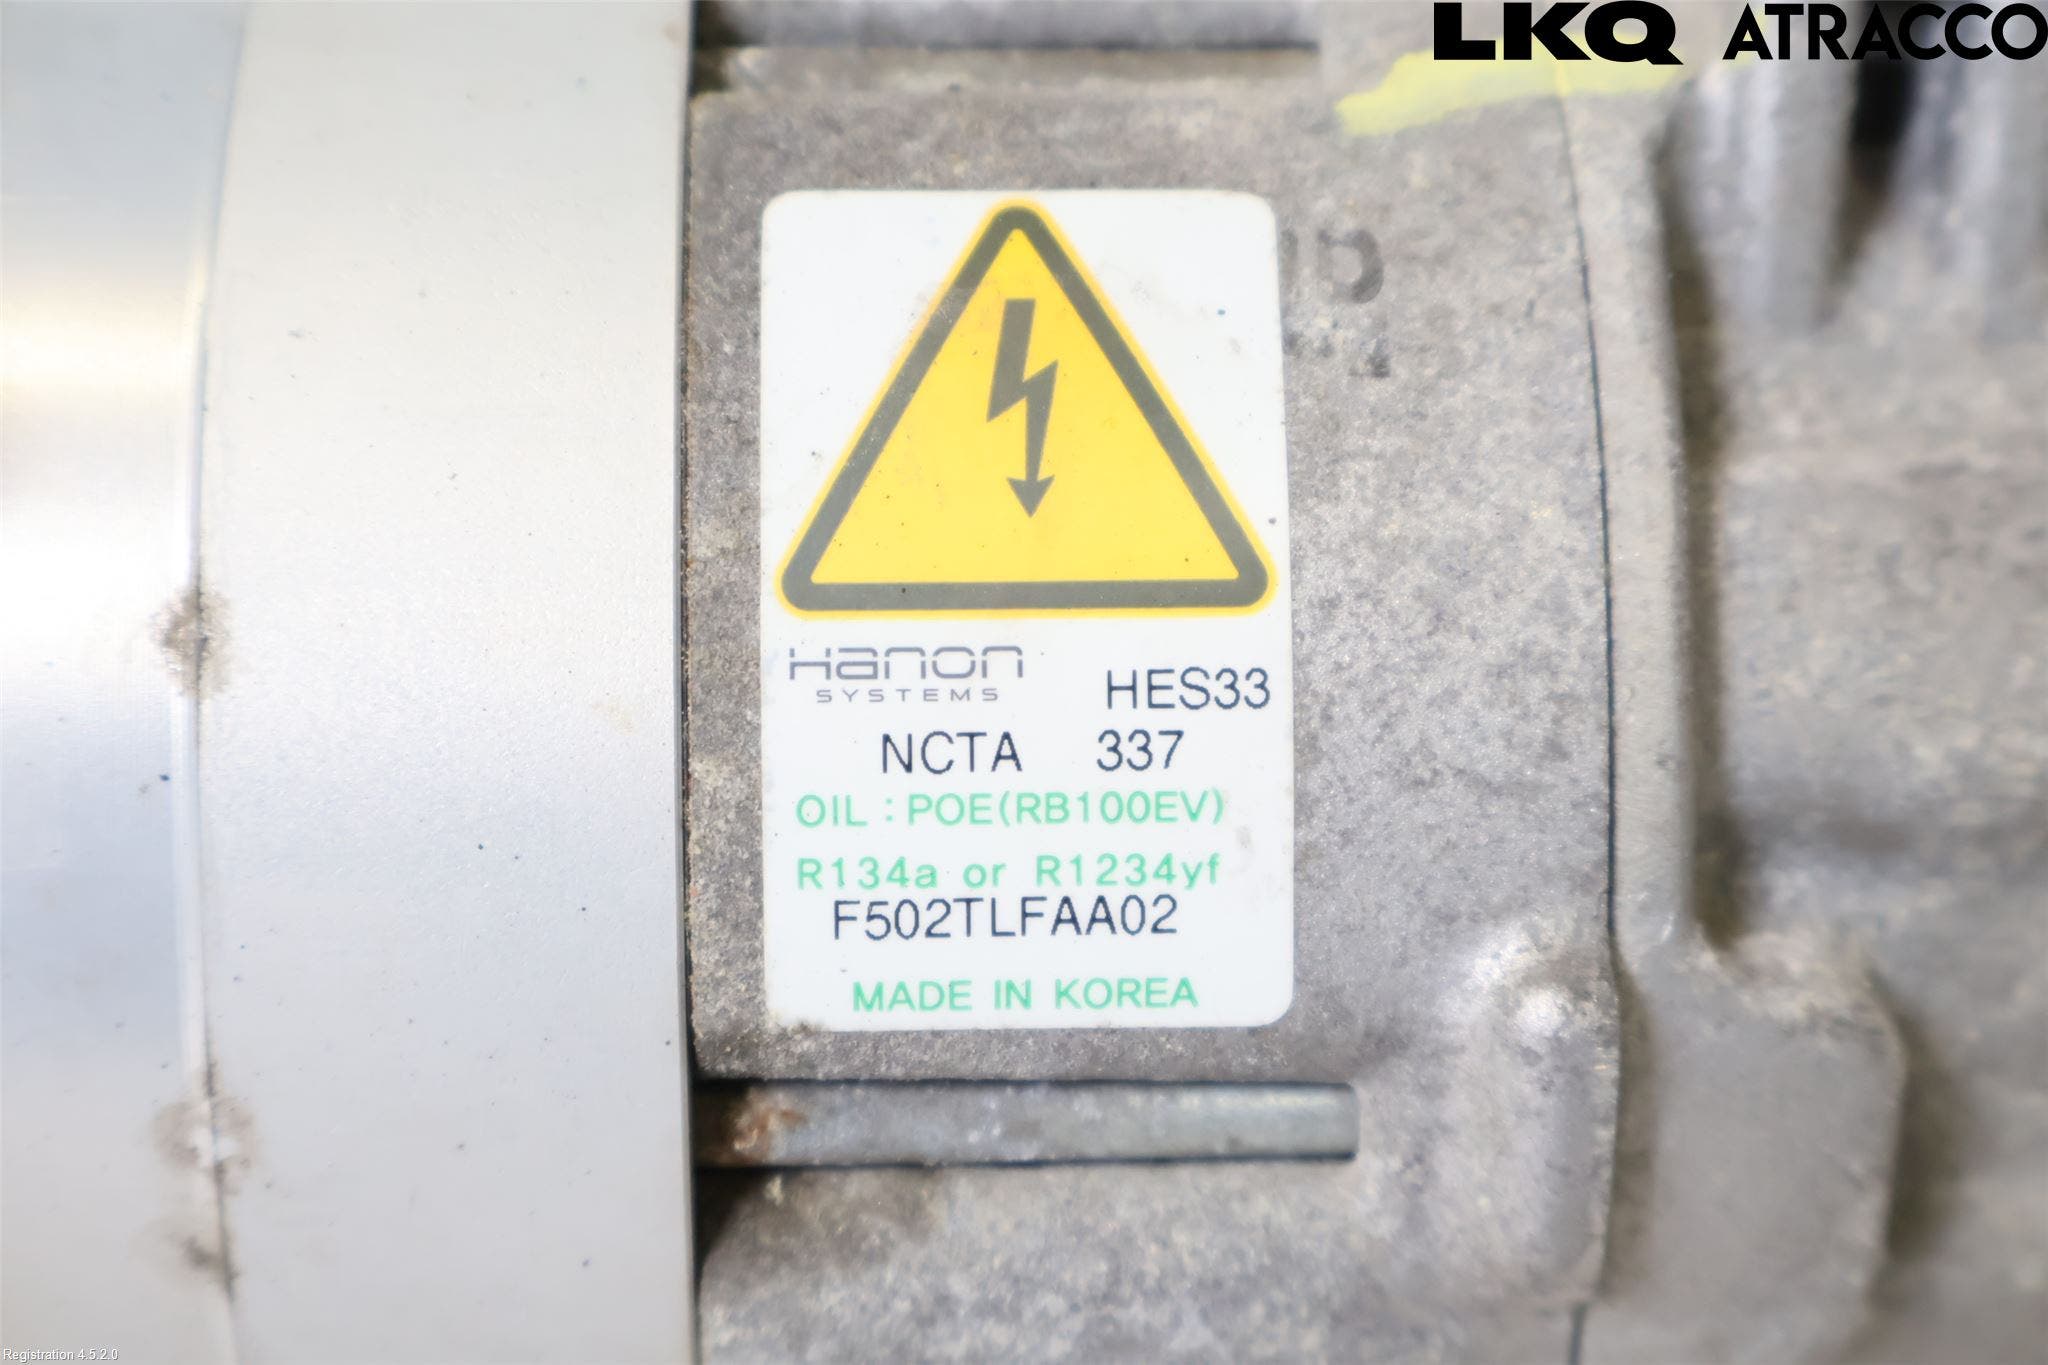 LKQ ATRACCO
Hanon
SYSTEMS
HES33
NCTA 337
OIL : POE(RB100EV)
R134a or R1234yf
F502TLFAA02
MADE IN KOREA
Registration 4.5.2.0